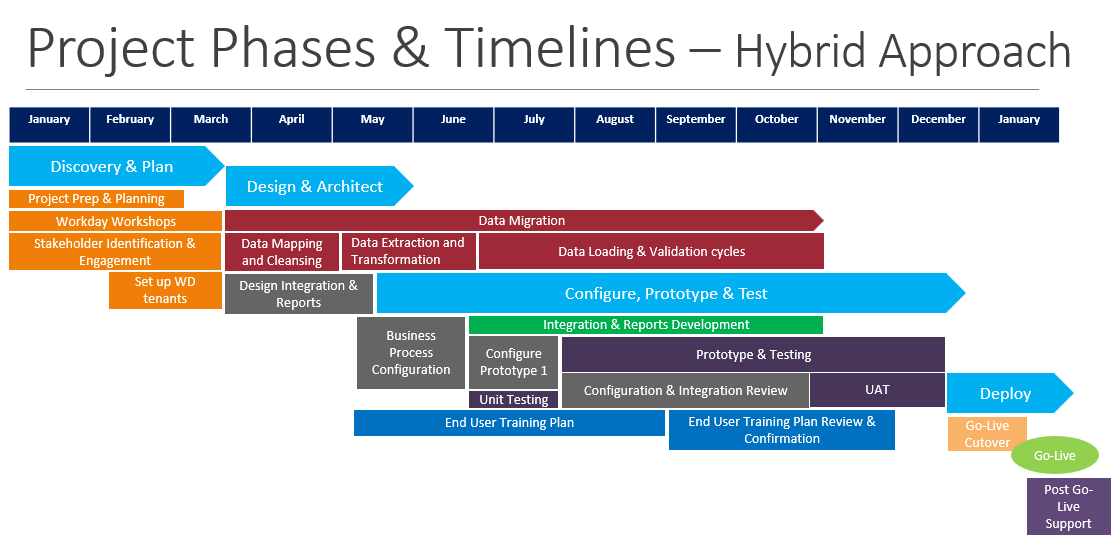 Project Phases & Timelines – Hybrid Approach
January February March April May June July August September October November December January
Discovery & Plan
Design & Architect
Project Prep & Planning
Workday Workshops
Data Migration
Stakeholder Identification &
Engagement
Data Mapping
and Cleansing
Data Extraction and
Transformation
Data Loading & Validation cycles
Set up WD
tenants
Design Integration &
Reports
Configure, Prototype & Test
Business
Process
Configuration
Integration & Reports Development
Configure
Prototype 1
Prototype & Testing
Unit Testing
Configuration & Integration Review
UAT
Deploy
End User Training Plan
End User Training Plan Review &
Confirmation
Go-Live
Cutover
Go-Live
Post Go-
Live
Support